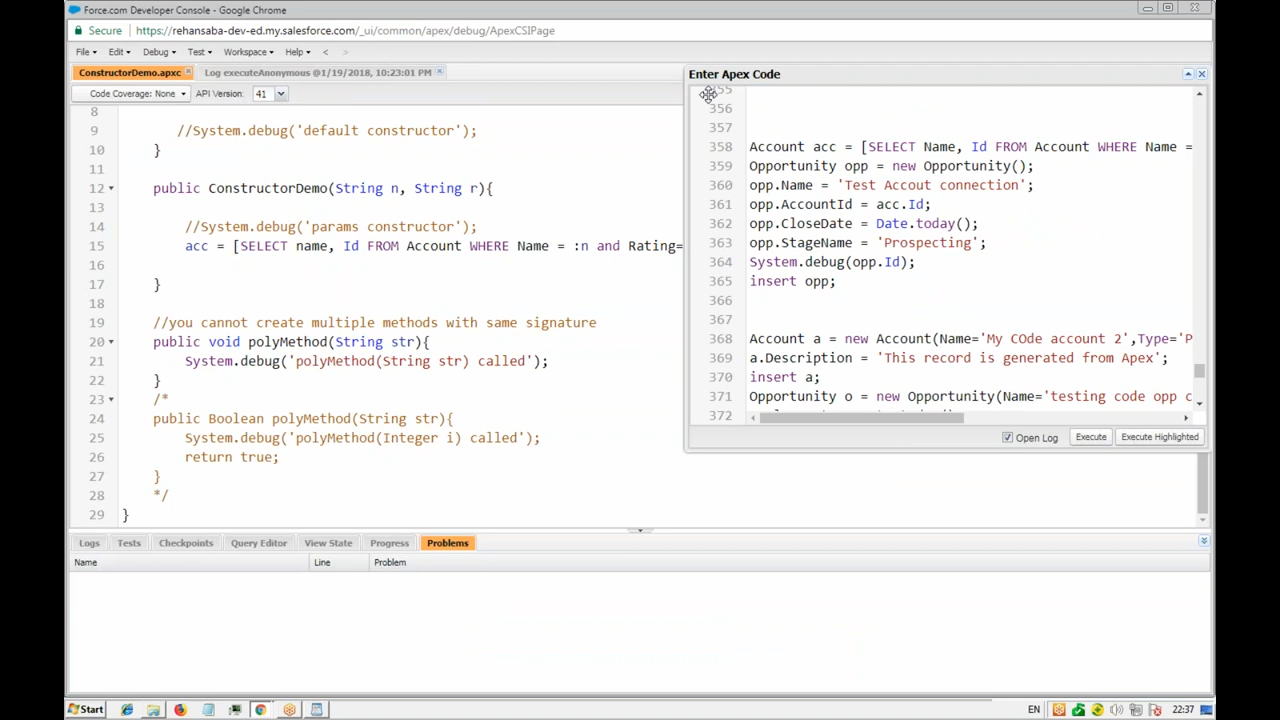 Force.com Developer Console - Google Chrome
Secure https://rehansaba-dev-ed.my.salesforce.com/_ui/common/apex/debug/ApexCSIPage
File Edit Debug Test Workspace Help < >
ConstructorDemo.apxc Log executeAnonymous @1/19/2018, 10:23:01 PM
Code Coverage: None API Version: 41
8
9 //System.debug('default constructor');
10 }
11
12 public ConstructorDemo(String n, String r){
13
14 //System.debug('params constructor');
15 acc = [SELECT name, Id FROM Account WHERE Name = :n and Rating=
16
17 }
18
19 //you cannot create multiple methods with same signature
20 public void polyMethod(String str){
21 System.debug('polyMethod(String str) called');
22 }
23 /*
24 public Boolean polyMethod(String str){
25 System.debug('polyMethod(Integer i) called');
26 return true;
27 }
28 */
29 }
Enter Apex Code
356
357
358 Account acc = [SELECT Name, Id FROM Account WHERE Name =
359 Opportunity opp = new Opportunity();
360 opp.Name = 'Test Accout connection';
361 opp.AccountId = acc.Id;
362 opp.CloseDate = Date.today();
363 opp.StageName = 'Prospecting';
364 System.debug(opp.Id);
365 insert opp;
366
367
368 Account a = new Account(Name='My COde account 2',Type='P
369 a.Description = 'This record is generated from Apex';
370 insert a;
371 Opportunity o = new Opportunity(Name='testing code opp c
372
Open Log Execute Execute Highlighted
Logs Tests Checkpoints Query Editor View State Progress Problems
Name Line Problem
Start EN 22:37